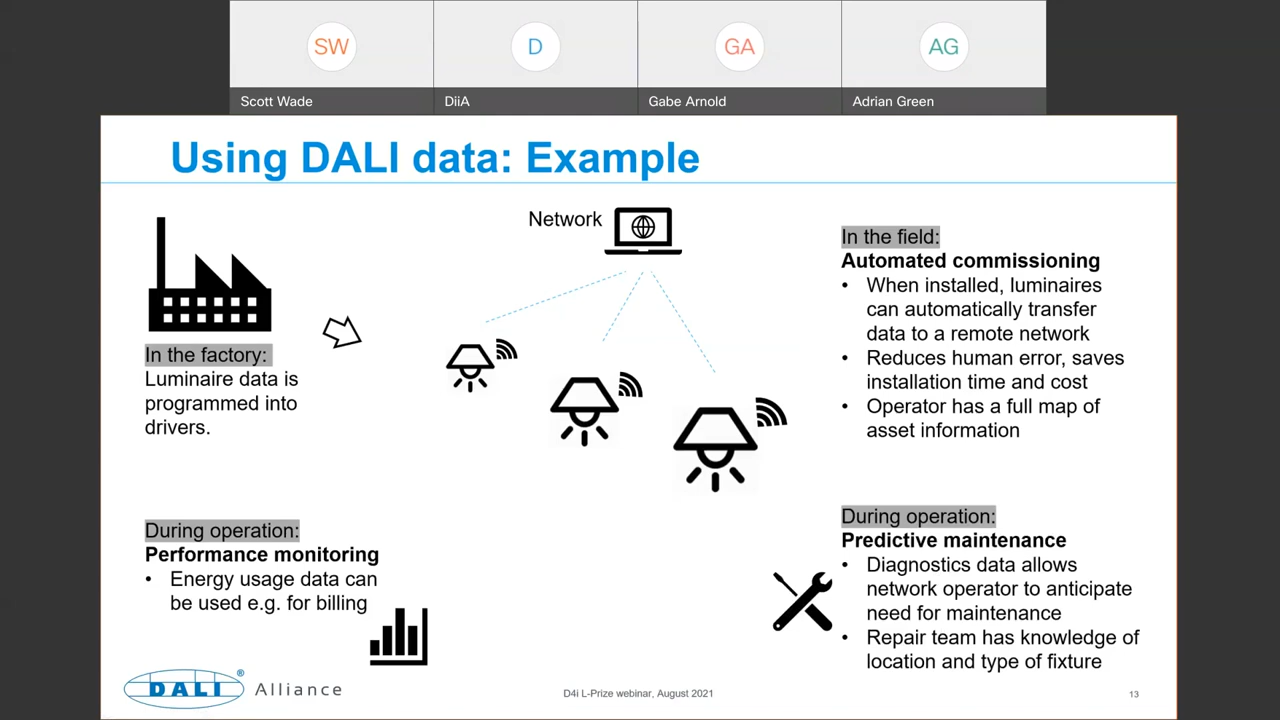 SW
D
GA
AG
Scott Wade
DiiA
Gabe Arnold
Adrian Green
Using DALI data: Example
Network
In the factory:
Luminaire data is
programmed into
drivers.
In the field:
Automated commissioning
• When installed, luminaires
can automatically transfer
data to a remote network
• Reduces human error, saves
installation time and cost
• Operator has a full map of
asset information
During operation:
Performance monitoring
• Energy usage data can
be used e.g. for billing
During operation:
Predictive maintenance
• Diagnostics data allows
network operator to anticipate
need for maintenance
• Repair team has knowledge of
location and type of fixture
DALI® Alliance
D4i L-Prize webinar, August 2021
13